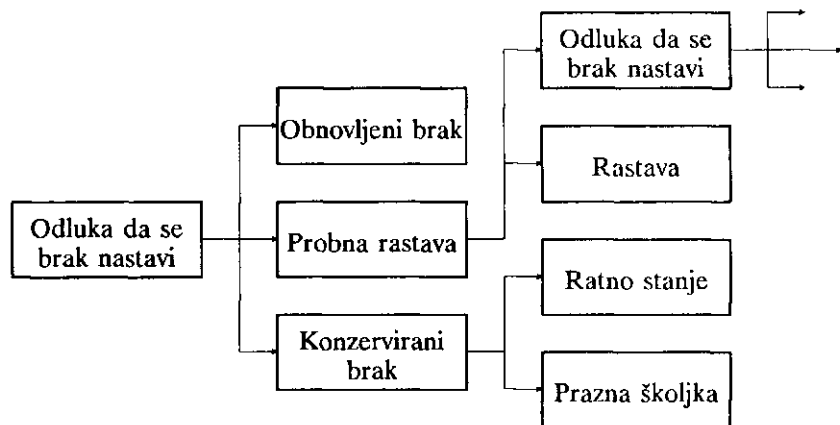 Odluka da se
brak nastavi
Obnovljeni brak
Rastava
Odluka da se
brak nastavi
Probna rastava
Ratno stanje
Konzervirani
brak
Prazna školjka